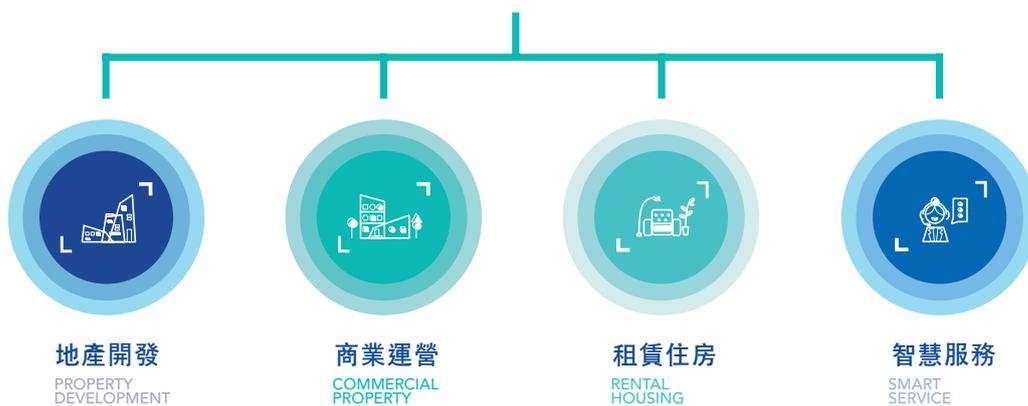 地產開發
PROPERTY
DEVELOPMENT
商業運營
COMMERCIAL
PROPERTY
租賃住房
RENTAL
HOUSING
智慧服務
SMART
SERVICE